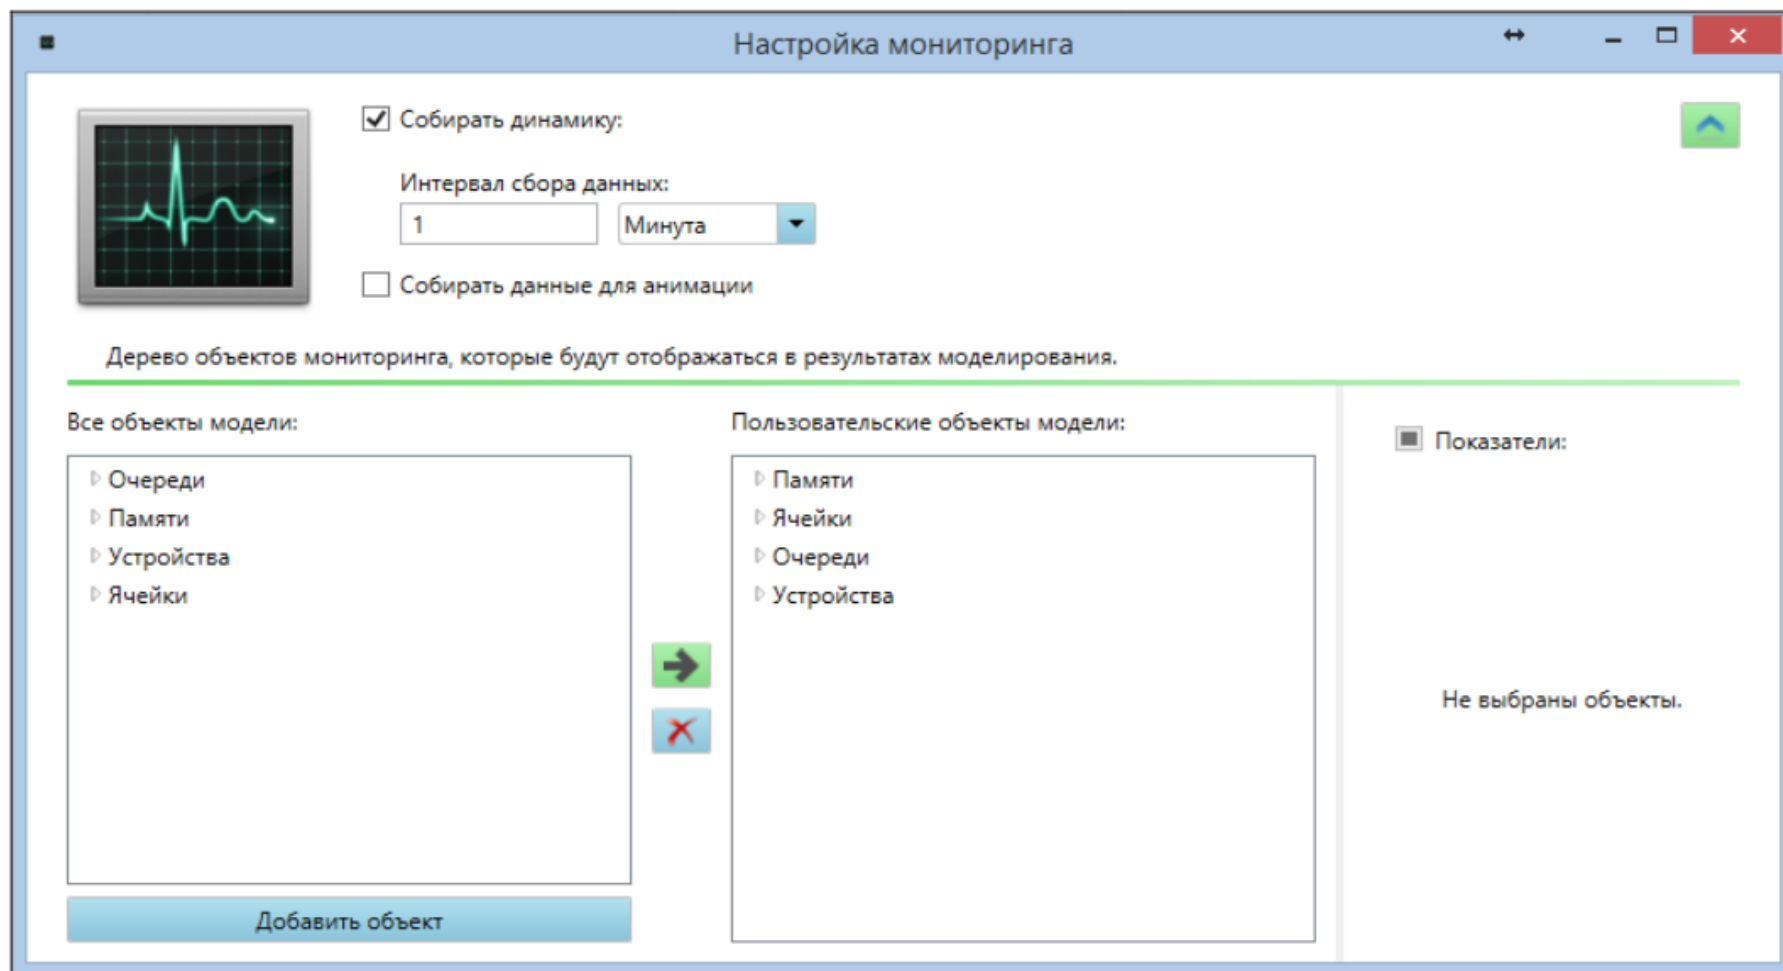 Настройка мониторинга
Собирать динамику:
Интервал сбора данных:
1 Минута
Собирать данные для анимации
Дерево объектов мониторинга, которые будут отображаться в результатах моделирования.
Все объекты модели:
Очереди
Памяти
Устройства
Ячейки
Добавить объект
Пользовательские объекты модели:
Памяти
Ячейки
Очереди
Устройства
Показатели:
Не выбраны объекты.